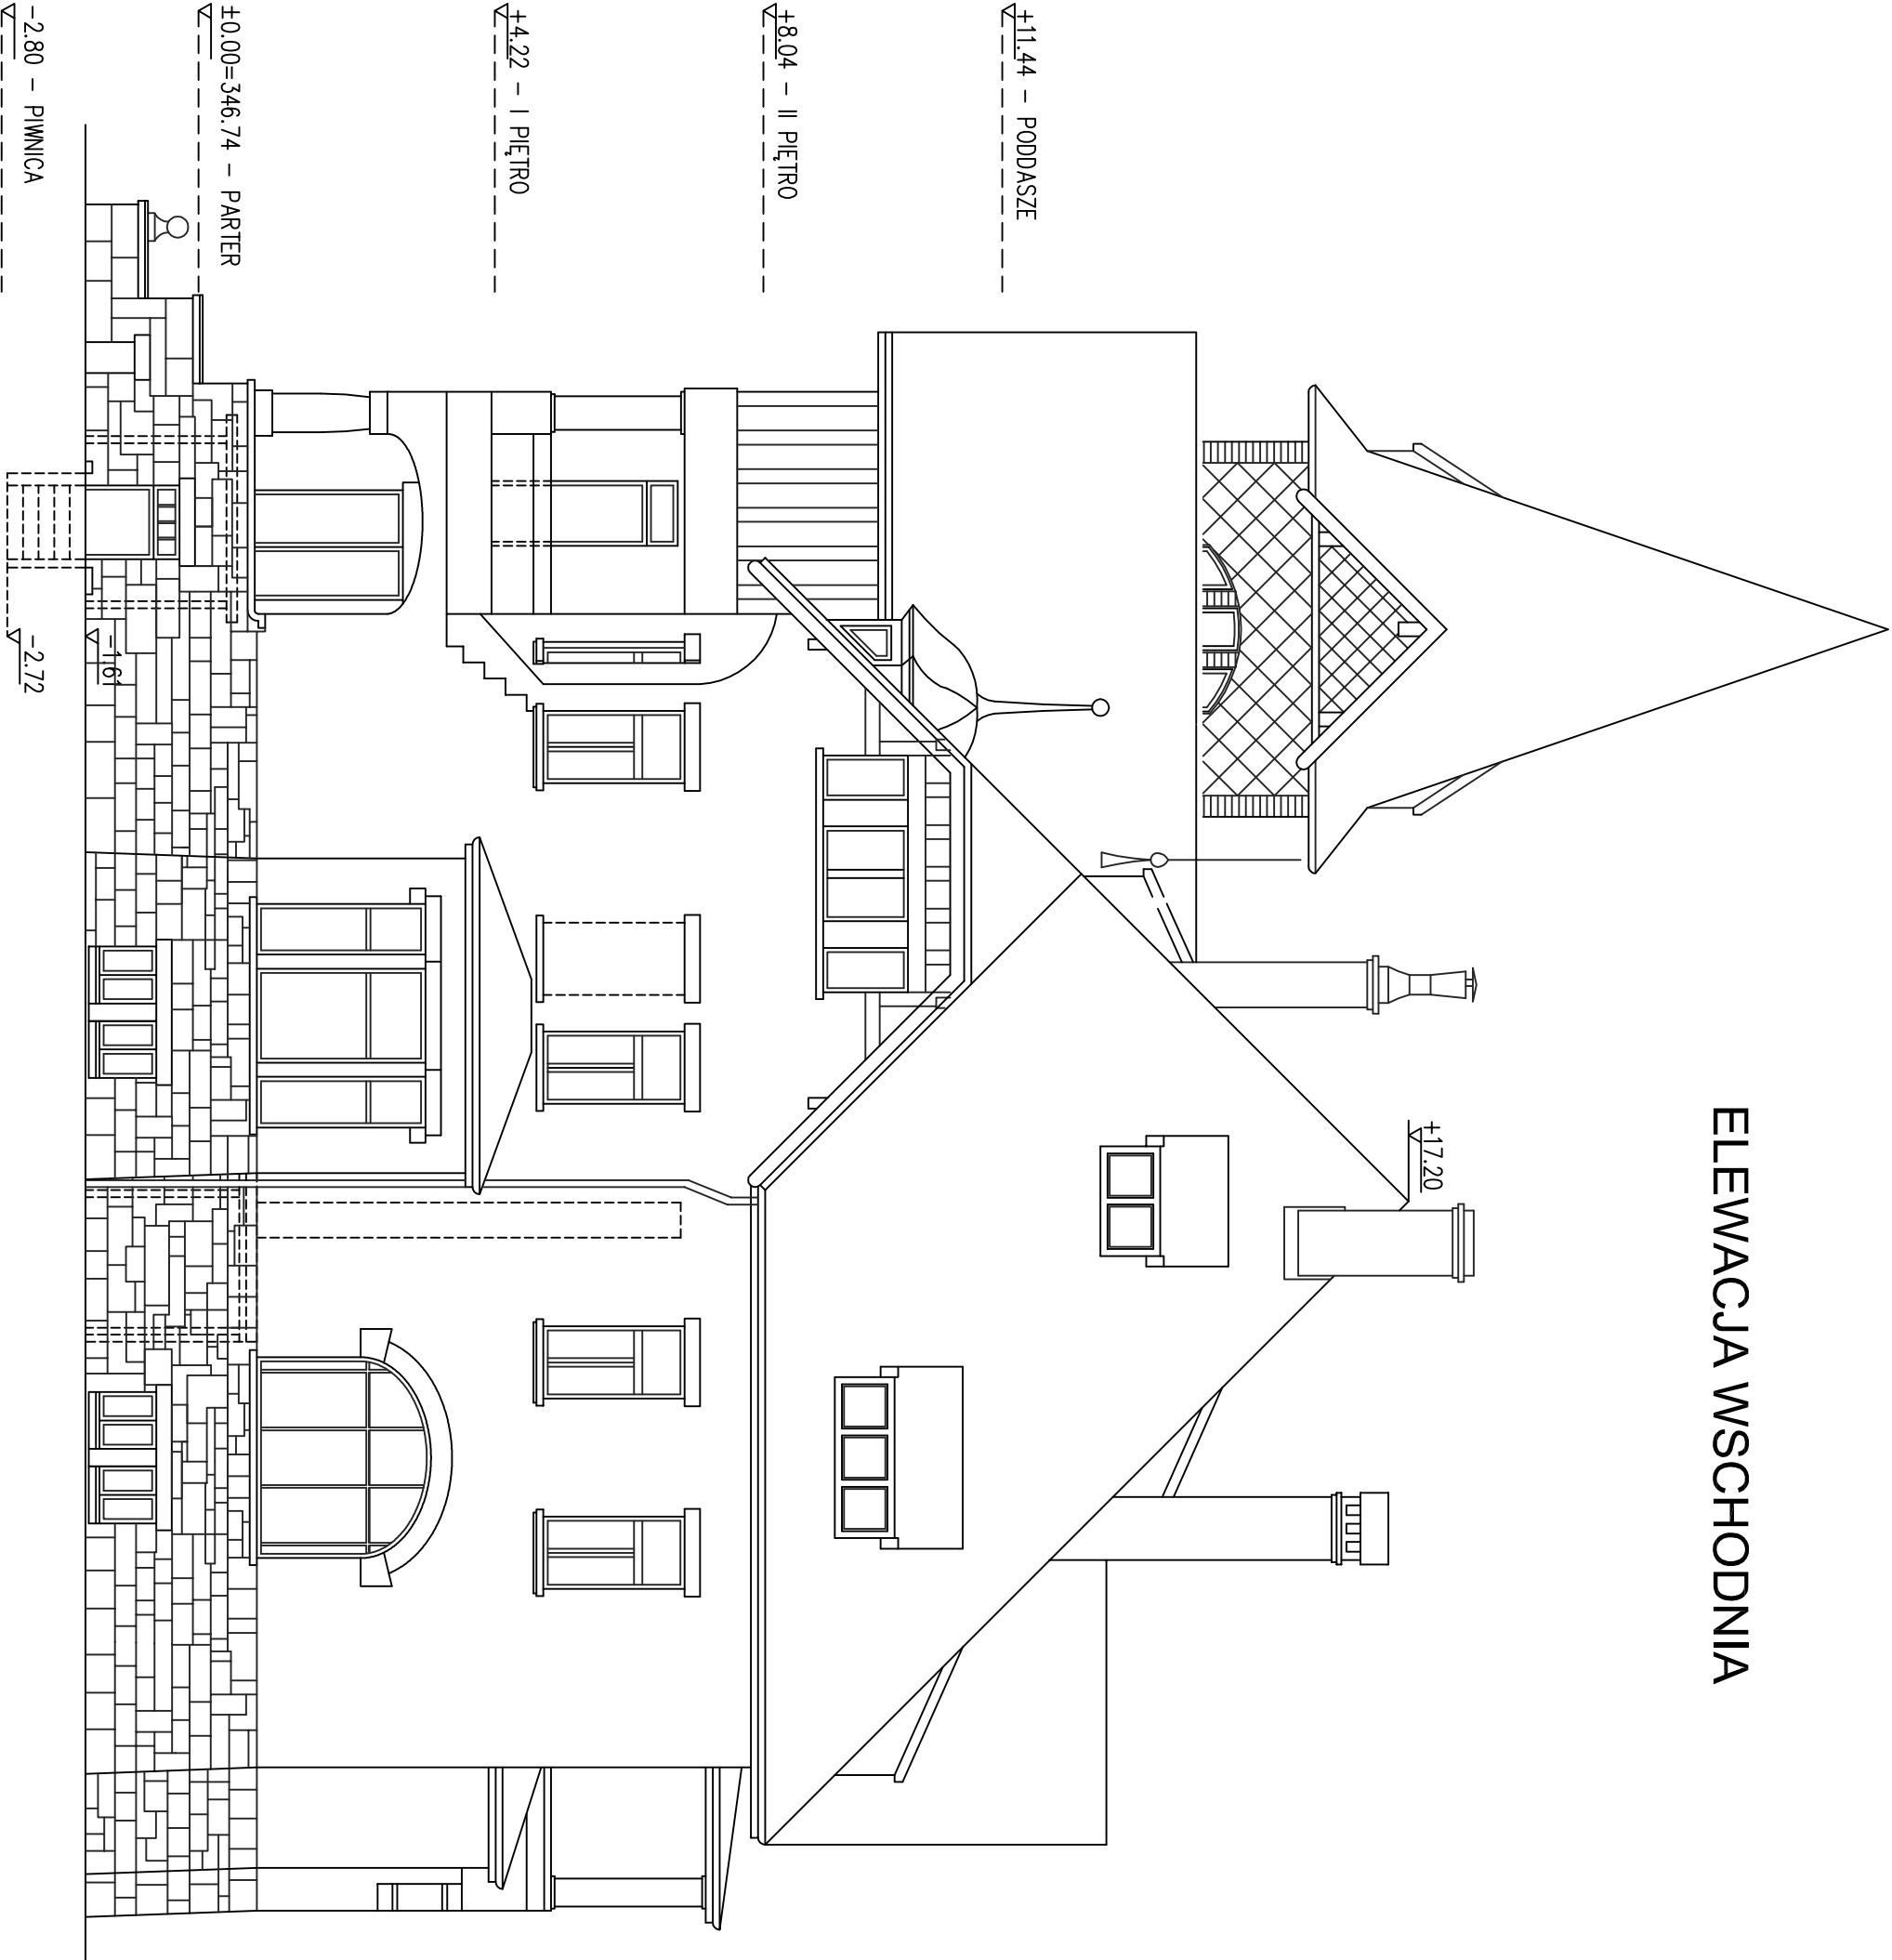 ELEWACJA WSCHODNIA
+17.20
+11.44 - PODDASZE
+8.04 - II PIĘTRO
+4.22 - I PIĘTRO
±0.00=346.74 - PARTER
-1.61
-2.72
-2.80 - PIWNICA